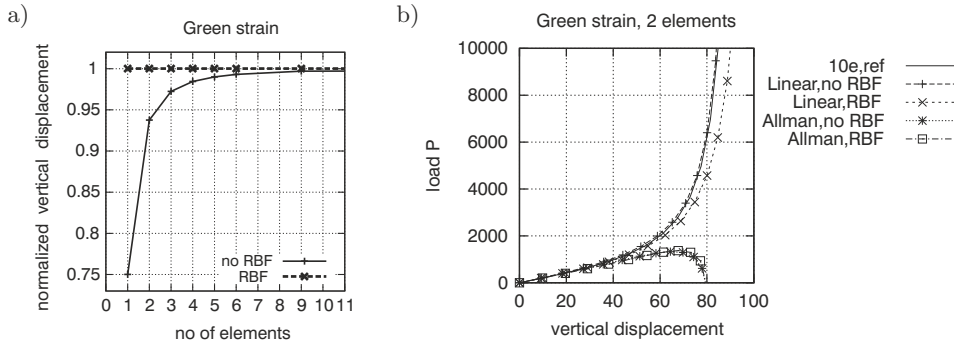 a)
Green strain
normalized vertical displacement
1
0.95
0.9
0.85
0.8
0.75
no RBF
RBF
0 1 2 3 4 5 6 7 8 9 10 11
no of elements
b)
Green strain, 2 elements
load P
10000
8000
6000
4000
2000
0
0 20 40 60 80 100
vertical displacement
10e,ref
Linear,no RBF
Linear,RBF
Allman,no RBF
Allman,RBF